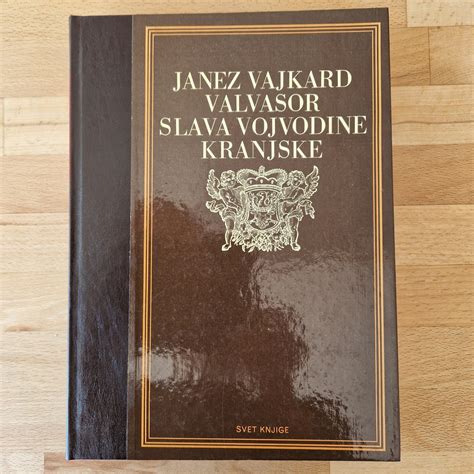 JANEZ VAJKARD
VALVASOR
SLAVA VOJVODINE
KRANJSKE
SVET KNJIGE